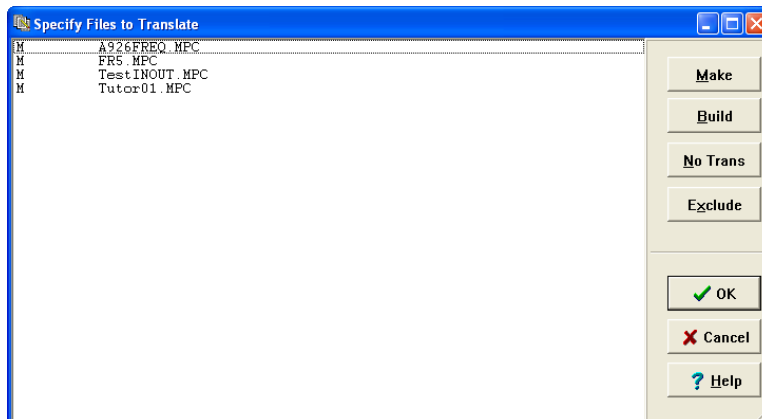 Specify Files to Translate
M A926FREQ.MPC
M FR5.MPC
M TestINOUT.MPC
M Tutor01.MPC
Make
Build
No Trans
Exclude
OK
Cancel
Help